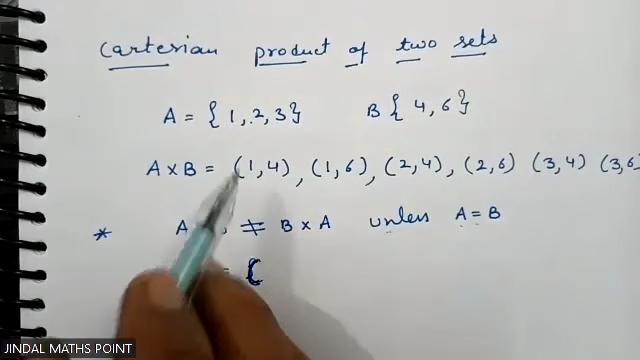 Carterian product of two sets
A = { 1, 2, 3} B { 4, 6}
A × B = (1, 4), (1, 6), (2, 4), (2, 6) (3, 4) (3, 6
* A ≠ B × A unless A = B
= {
JINDAL MATHS POINT